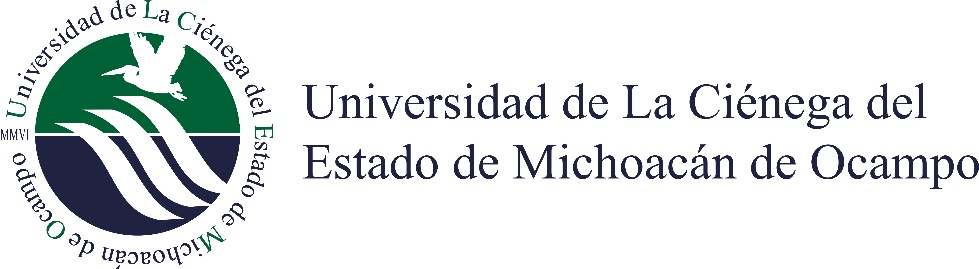 Universidad de La Ciénega del Estado de Michoacán de Ocampo
MMVI
Universidad de La Ciénega del
Estado de Michoacán de Ocampo